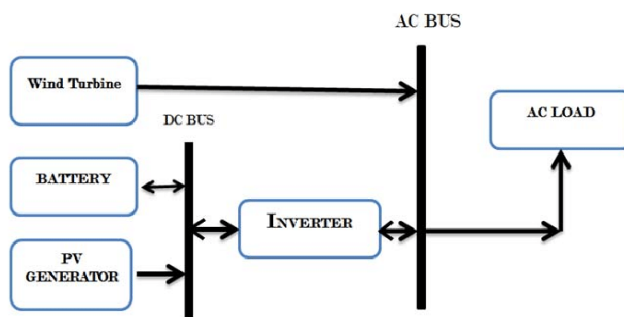 AC BUS
Wind Turbine
DC BUS
AC LOAD
BATTERY
INVERTER
PV
GENERATOR